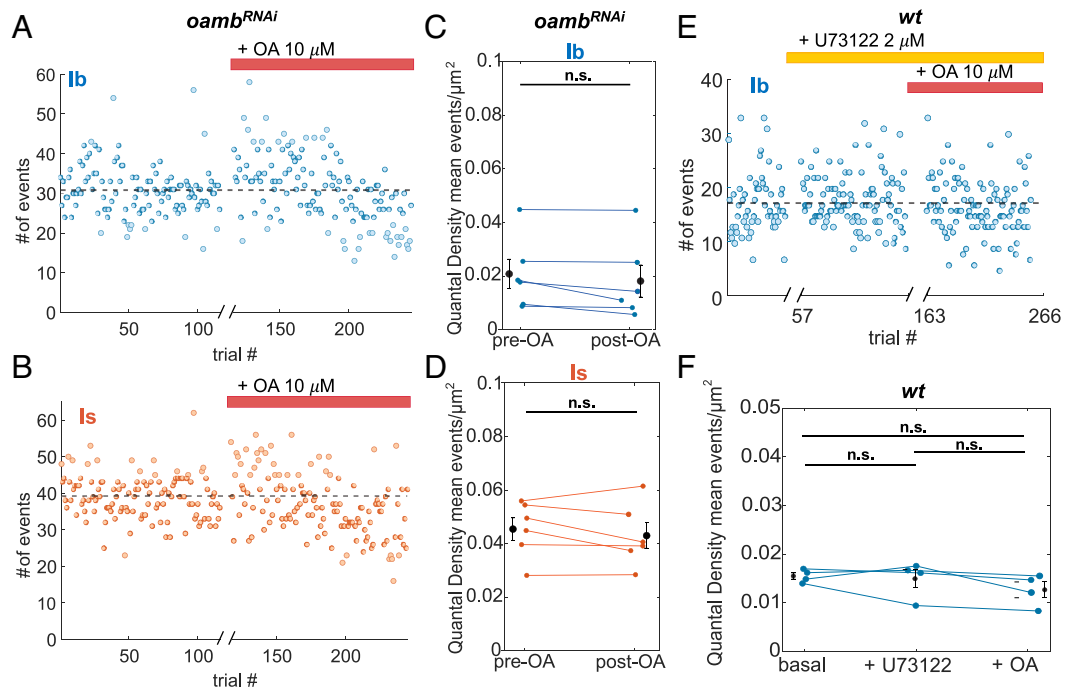 A
oamb^RNAi
+ OA 10 μM
Ib
# of events
60
50
40
30
20
10
0
50
100
200
trial #
B
+ OA 10 μM
Is
#of events
60
50
40
30
20
10
0
50
100
200
trial #
C
oamb^RNAi
Ib
n.s.
Quantal Density mean events/μm²
0.1
0.08
0.06
0.04
0.02
0
pre-OA
post-OA
D
Is
n.s.
Quantal Density mean events/μm²
0.1
0.08
0.06
0.04
0.02
0
pre-OA
post-OA
E
wt
+ U73122 2 μM
+ OA 10 μM
Ib
#of events
40
30
20
10
0
57
163
266
trial #
F
wt
n.s.
n.s.
n.s.
Quantal Density mean events/μm²
0.05
0.04
0.03
0.02
0.01
0
basal
+ U73122
+ OA